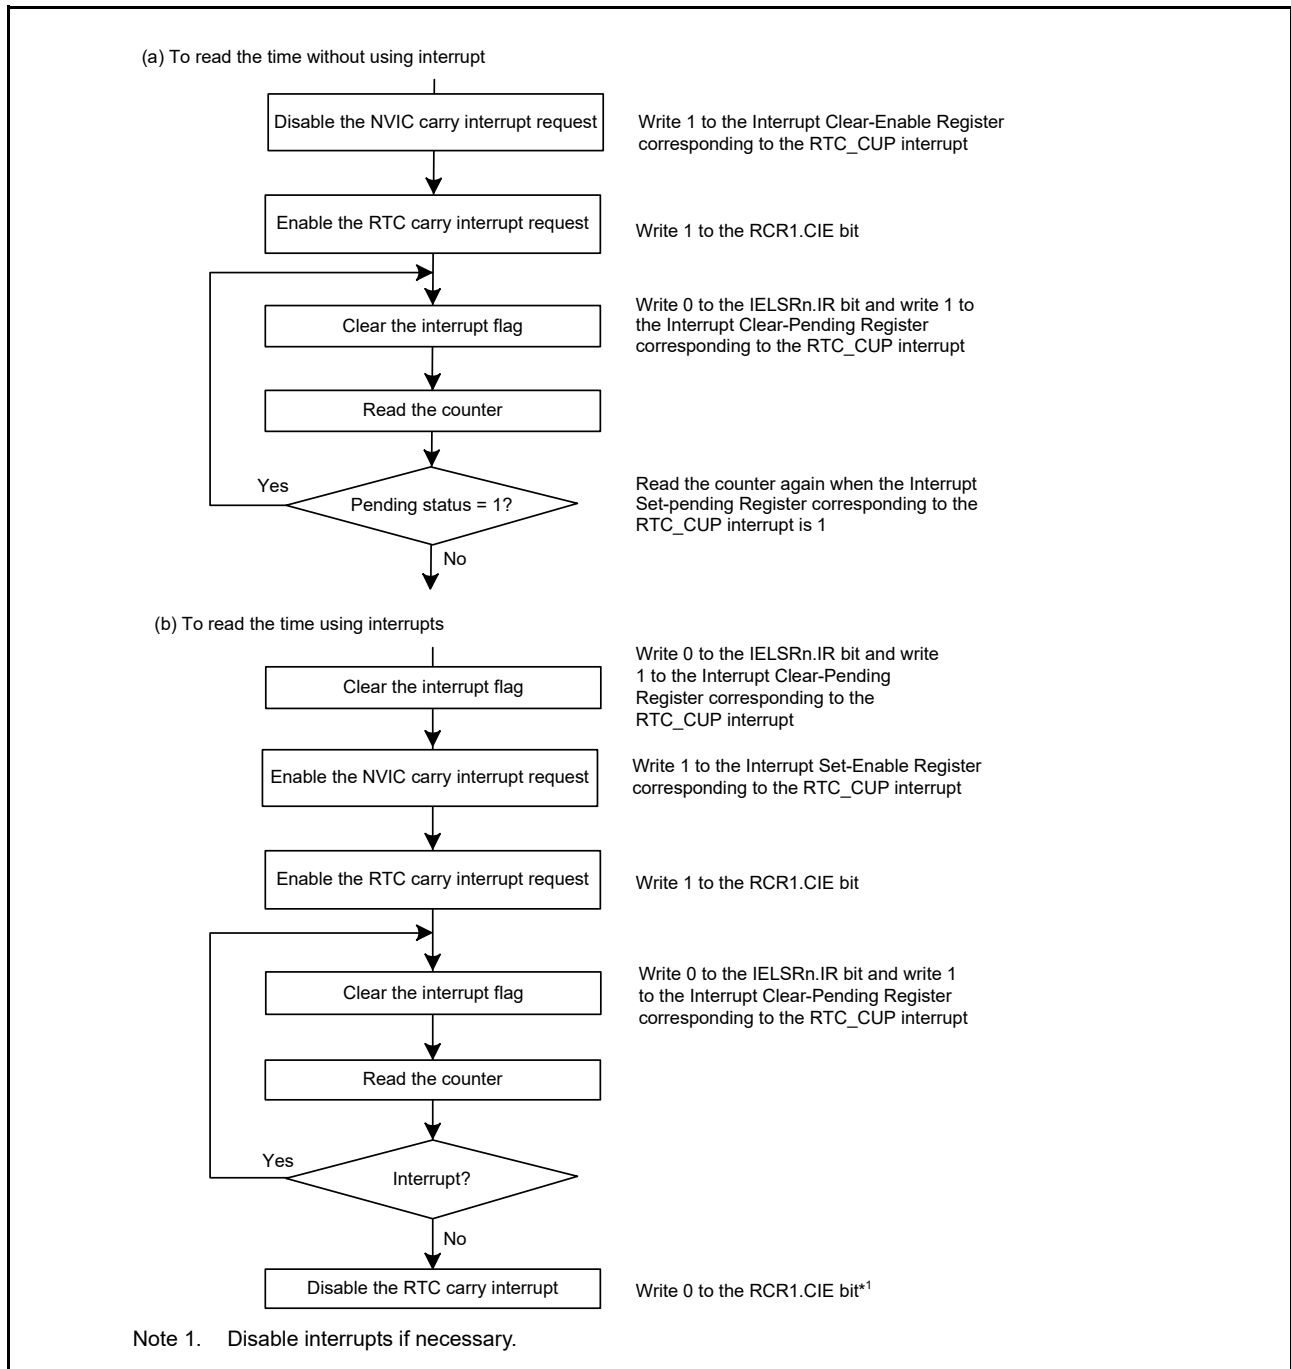 (a) To read the time without using interrupt
Disable the NVIC carry interrupt request
Write 1 to the Interrupt Clear-Enable Register
corresponding to the RTC_CUP interrupt
Enable the RTC carry interrupt request
Write 1 to the RCR1.CIE bit
Clear the interrupt flag
Write 0 to the IELSRn.IR bit and write 1 to
the Interrupt Clear-Pending Register
corresponding to the RTC_CUP interrupt
Read the counter
Yes
Pending status = 1?
Read the counter again when the Interrupt
Set-pending Register corresponding to the
RTC_CUP interrupt is 1
No
(b) To read the time using interrupts
Clear the interrupt flag
Write 0 to the IELSRn.IR bit and write
1 to the Interrupt Clear-Pending
Register corresponding to the
RTC_CUP interrupt
Enable the NVIC carry interrupt request
Write 1 to the Interrupt Set-Enable Register
corresponding to the RTC_CUP interrupt
Enable the RTC carry interrupt request
Write 1 to the RCR1.CIE bit
Clear the interrupt flag
Write 0 to the IELSRn.IR bit and write 1
to the Interrupt Clear-Pending Register
corresponding to the RTC_CUP interrupt
Read the counter
Yes
Interrupt?
No
Disable the RTC carry interrupt
Write 0 to the RCR1.CIE bit*1
Note 1. Disable interrupts if necessary.